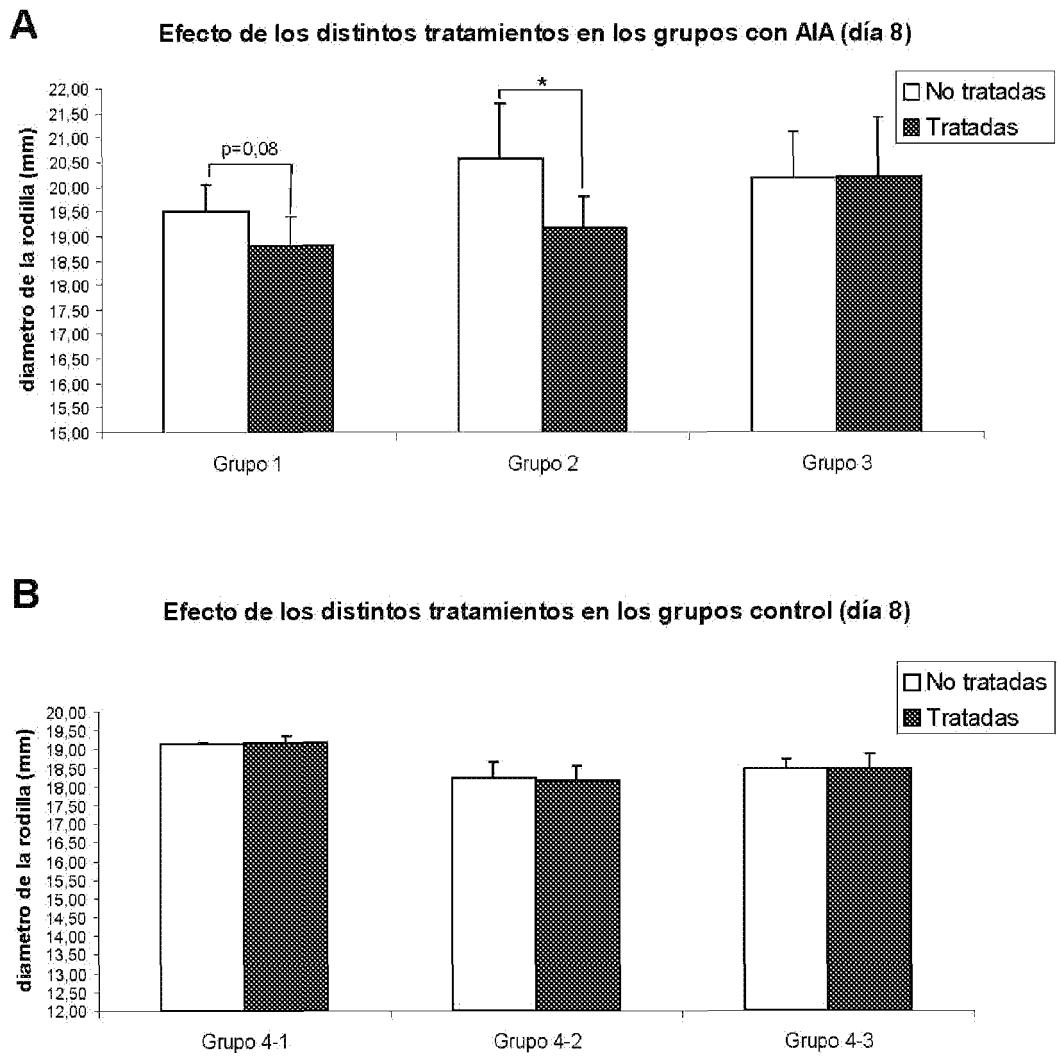 A
Efecto de los distintos tratamientos en los grupos con AIA (día 8)
No tratadas
Tratadas
diametro de la rodilla (mm)
22,00
21,50
21,00
20,50
20,00
19,50
19,00
18,50
18,00
17,50
17,00
16,50
16,00
15,50
15,00
p=0,08
*
Grupo 1
Grupo 2
Grupo 3
B
Efecto de los distintos tratamientos en los grupos control (día 8)
No tratadas
Tratadas
diametro de la rodilla (mm)
20,00
19,50
19,00
18,50
18,00
17,50
17,00
16,50
16,00
15,50
15,00
14,50
14,00
13,50
13,00
12,50
12,00
Grupo 4-1
Grupo 4-2
Grupo 4-3